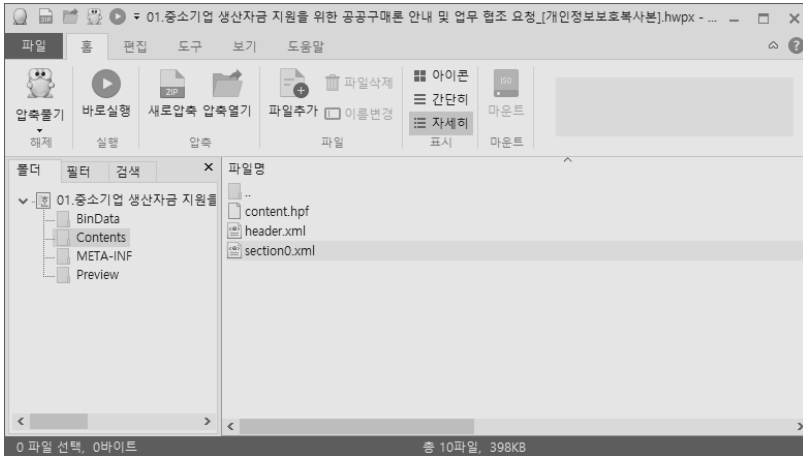 01.중소기업 생산자금 지원을 위한 공공구매론 안내 및 업무 협조 요청_[개인정보보호복사본].hwpx - ...
파일 홈 편집 도구 보기 도움말
압축풀기 바로실행 새로압축 압축열기 파일추가 파일삭제 이름변경 아이콘 간단히 자세히 마운트
ZIP ISO
해제 실행 압축 파일 표시 마운트
폴더 필터 검색 × 파일명
01.중소기업 생산자금 지원을
BinData
Contents
META-INF
Preview
..
content.hpf
header.xml
section0.xml
0 파일 선택, 0바이트 총 10파일, 398KB